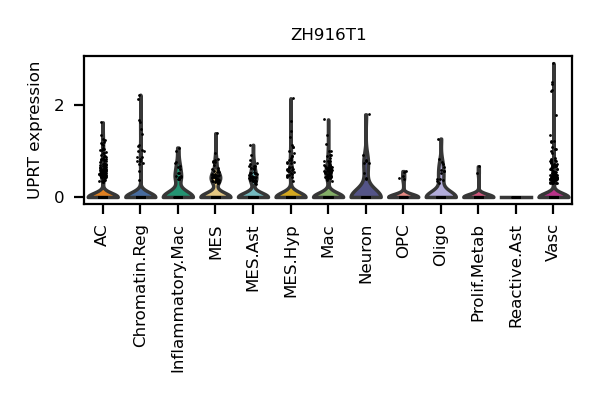 ZH916T1
UPRT expression
2
0
AC
Chromatin.Reg
Inflammatory.Mac
MES
MES.Ast
MES.Hyp
Mac
Neuron
OPC
Oligo
Prolif.Metab
Reactive.Ast
Vasc